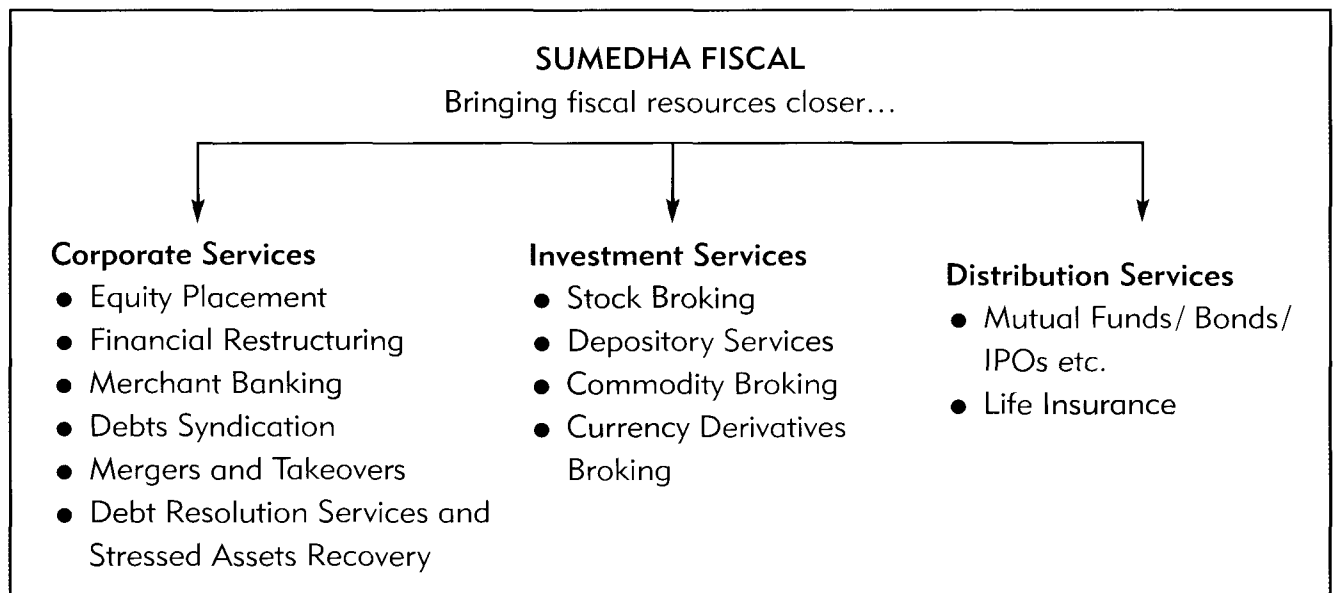 SUMEDHA FISCAL
Bringing fiscal resources closer...
Corporate Services
● Equity Placement
● Financial Restructuring
● Merchant Banking
● Debts Syndication
● Mergers and Takeovers
● Debt Resolution Services and
Stressed Assets Recovery
Investment Services
● Stock Broking
● Depository Services
● Commodity Broking
● Currency Derivatives
Broking
Distribution Services
● Mutual Funds/ Bonds/
IPOs etc.
● Life Insurance